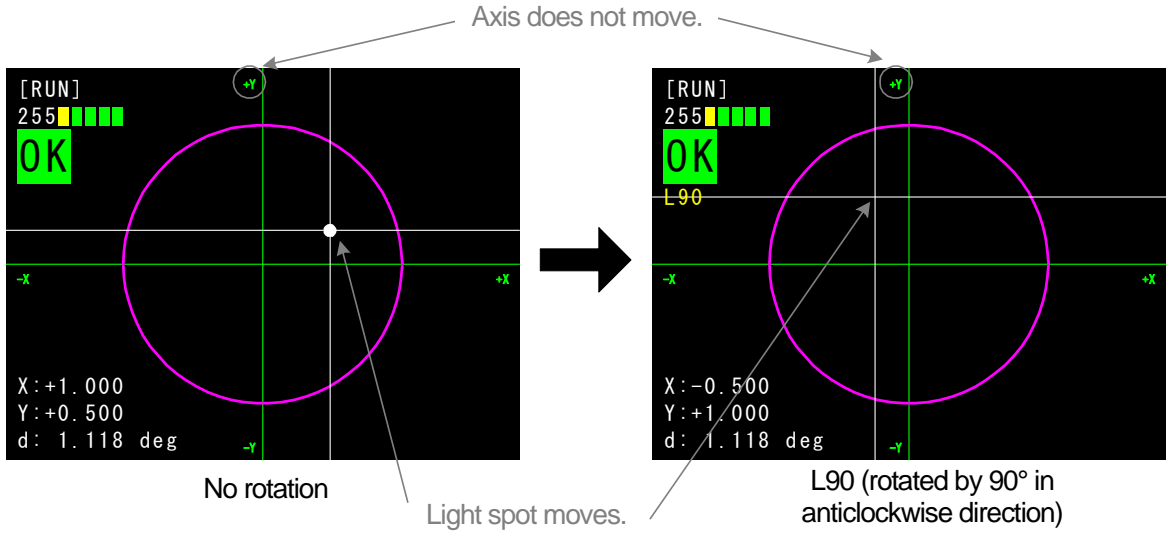 Axis does not move.
[RUN]
255
OK
+Y
-X
+X
X:+1.000
Y:+0.500
d: 1.118 deg
-Y
No rotation
[RUN]
255
OK
L90
+Y
-X
+X
X:-0.500
Y:+1.000
d: 1.118 deg
-Y
L90 (rotated by 90° in
anticlockwise direction)
Light spot moves.